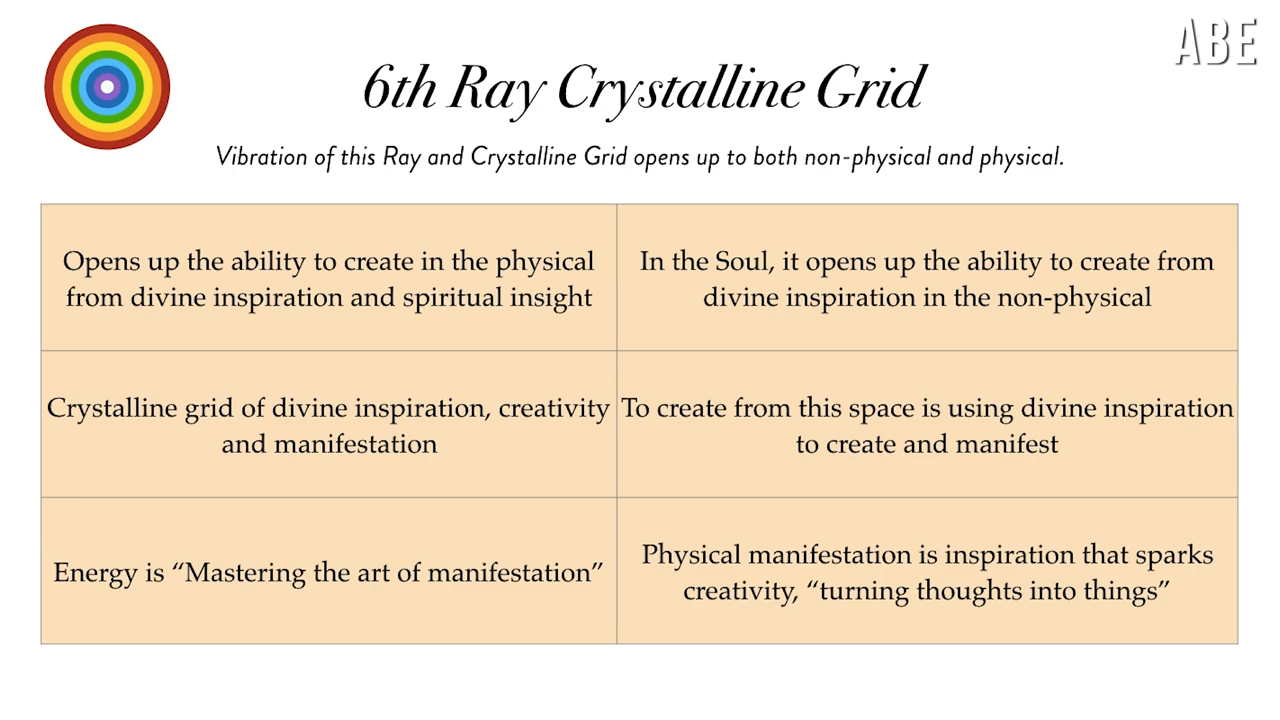 ABE
6th Ray Crystalline Grid
Vibration of this Ray and Crystalline Grid opens up to both non-physical and physical.
Opens up the ability to create in the physical
from divine inspiration and spiritual insight
In the Soul, it opens up the ability to create from
divine inspiration in the non-physical
Crystalline grid of divine inspiration, creativity
and manifestation
To create from this space is using divine inspiration
to create and manifest
Energy is “Mastering the art of manifestation”
Physical manifestation is inspiration that sparks
creativity, “turning thoughts into things”